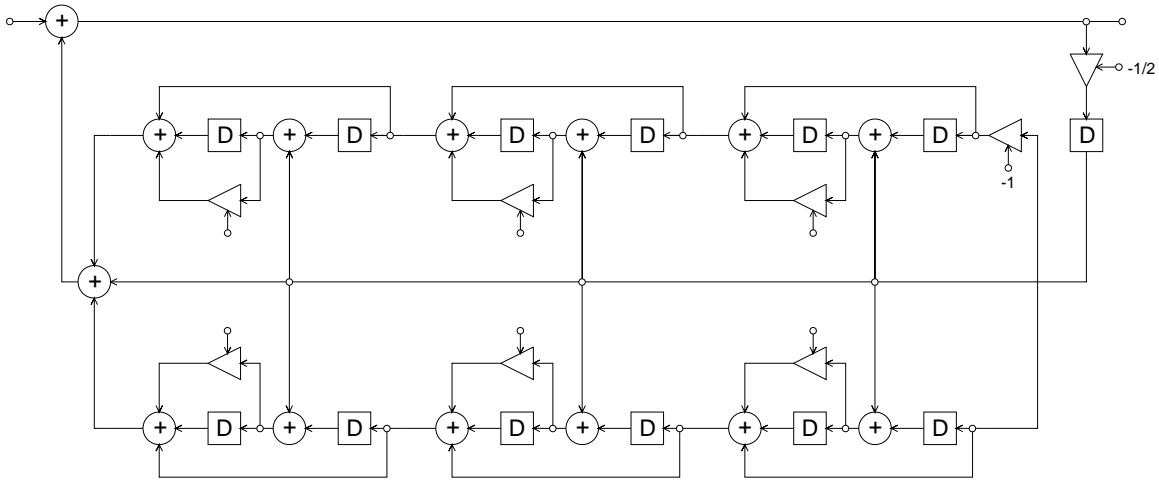 +
-1/2
+ D + D + D + D + D + D D
-1
+
+ D + D + D + D + D + D